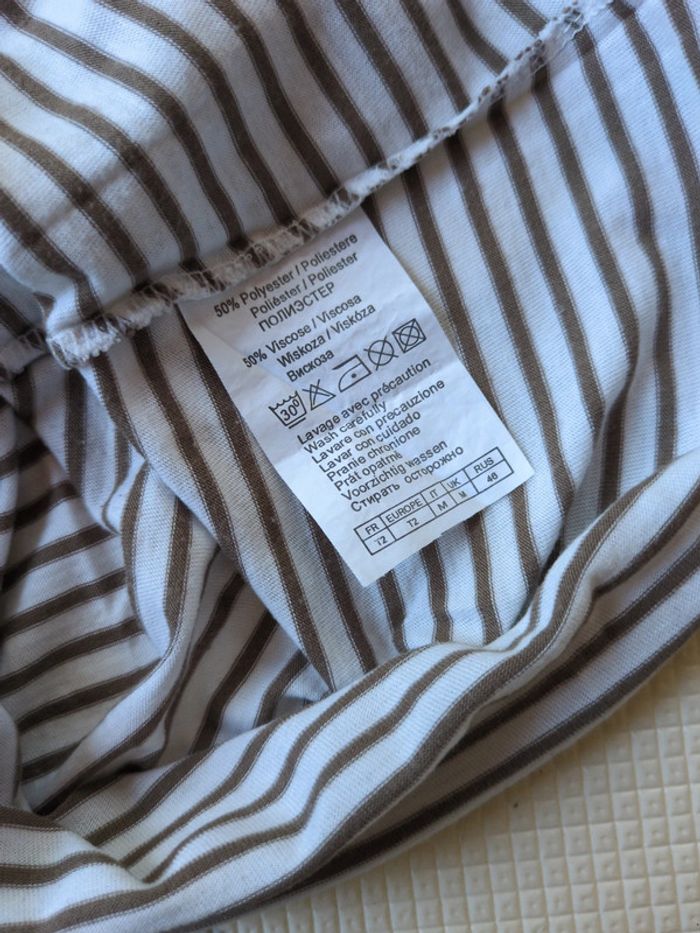 50% Polyester / Poliestere
Poliéster / Poliester
ПОЛИЭСТЕР
50% Viscose / Viscosa
Wiskoza / Viskóza
Вискоза
30°
Lavage avec précaution
Wash carefully
Lavare con precauzione
Lavar con cuidado
Pranie chronione
Prát opatrně
Voorzichtig wassen
Стирать осторожно
FR EUROPE IT UK RUS
T2 T2 M M 46